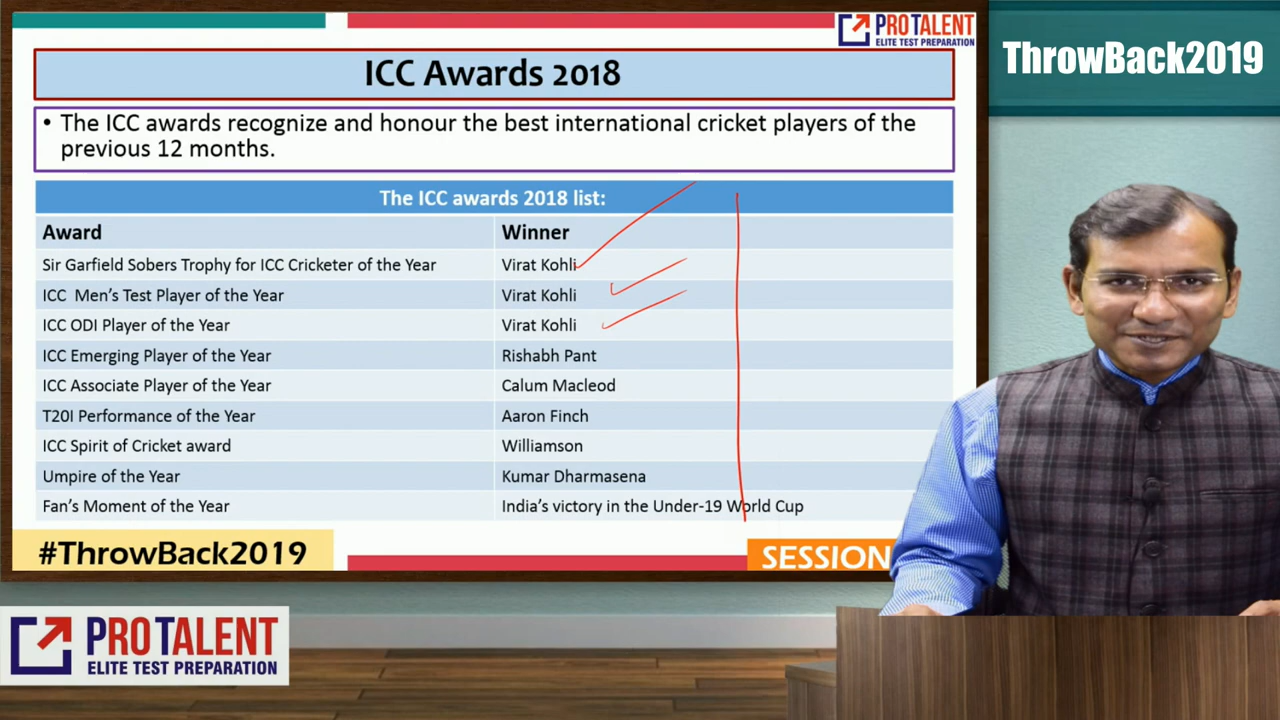 PROTALENT
ELITE TEST PREPARATION
ThrowBack2019
ICC Awards 2018
• The ICC awards recognize and honour the best international cricket players of the
previous 12 months.
The ICC awards 2018 list:
Award Winner
Sir Garfield Sobers Trophy for ICC Cricketer of the Year Virat Kohli
ICC Men's Test Player of the Year Virat Kohli
ICC ODI Player of the Year Virat Kohli
ICC Emerging Player of the Year Rishabh Pant
ICC Associate Player of the Year Calum Macleod
T20I Performance of the Year Aaron Finch
ICC Spirit of Cricket award Williamson
Umpire of the Year Kumar Dharmasena
Fan's Moment of the Year India's victory in the Under-19 World Cup
#ThrowBack2019
SESSION
PROTALENT
ELITE TEST PREPARATION